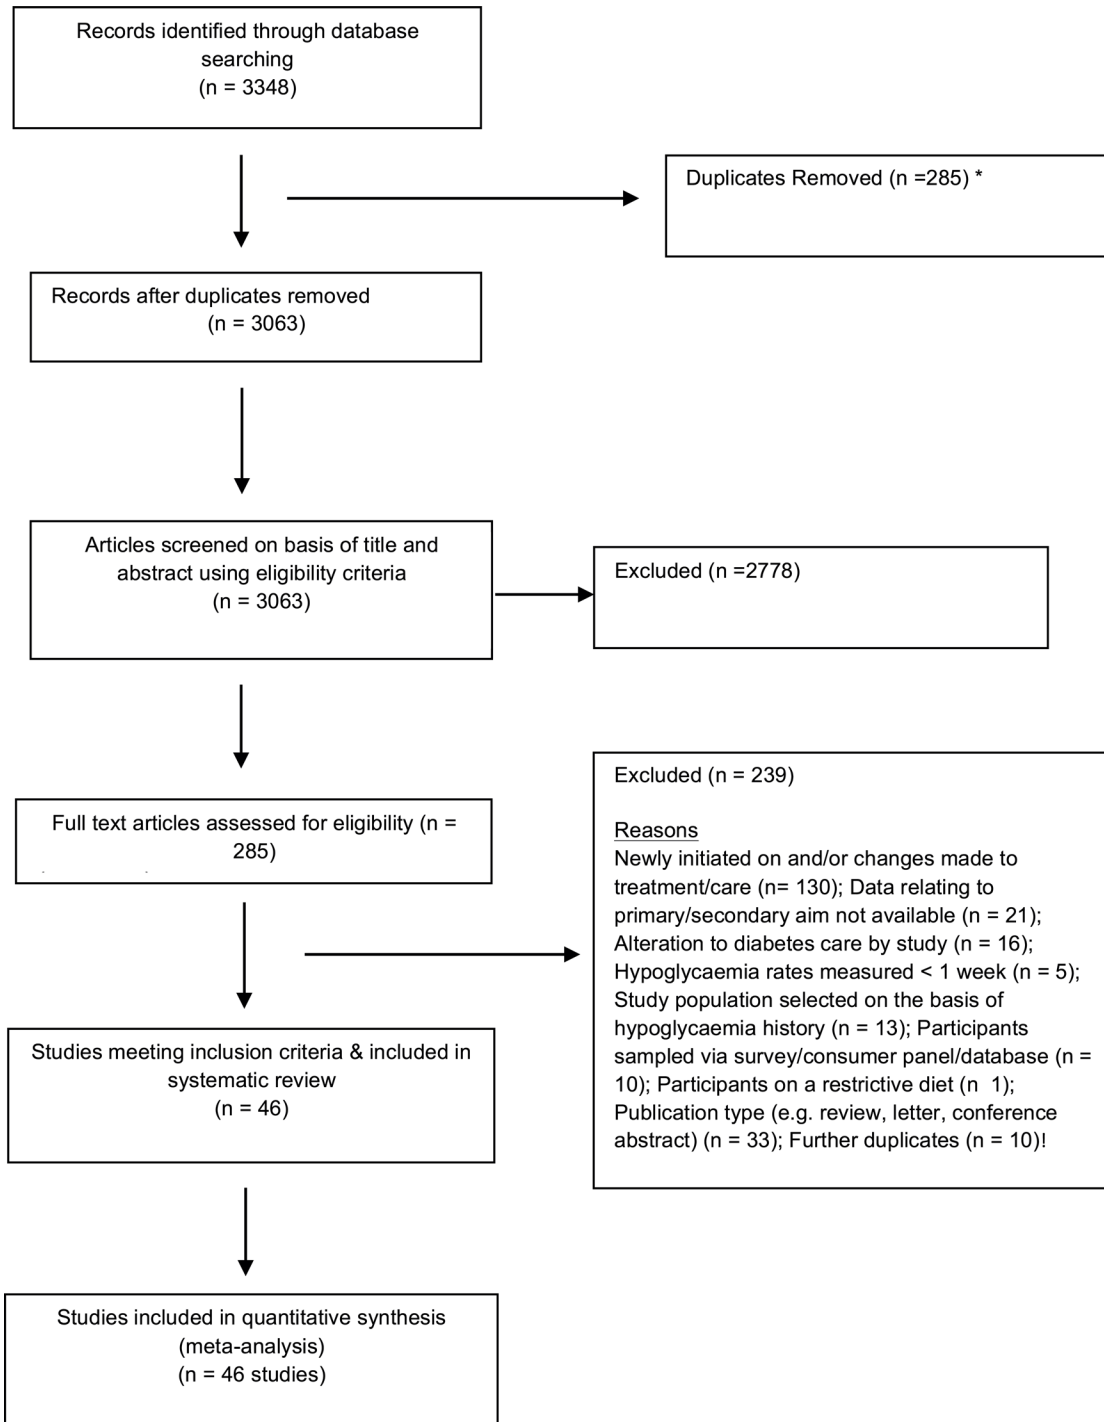 Records identified through database
searching
(n = 3348)
Duplicates Removed (n =285) *
Records after duplicates removed
(n = 3063)
Articles screened on basis of title and
abstract using eligibility criteria
(n = 3063)
Excluded (n =2778)
Full text articles assessed for eligibility (n =
285)
Excluded (n = 239)
Reasons
Newly initiated on and/or changes made to
treatment/care (n= 130); Data relating to
primary/secondary aim not available (n = 21);
Alteration to diabetes care by study (n = 16);
Hypoglycaemia rates measured < 1 week (n = 5);
Study population selected on the basis of
hypoglycaemia history (n = 13); Participants
sampled via survey/consumer panel/database (n =
10); Participants on a restrictive diet (n  1);
Publication type (e.g. review, letter, conference
abstract) (n = 33); Further duplicates (n = 10)!
Studies meeting inclusion criteria & included in
systematic review
(n = 46)
Studies included in quantitative synthesis
(meta-analysis)
(n = 46 studies)